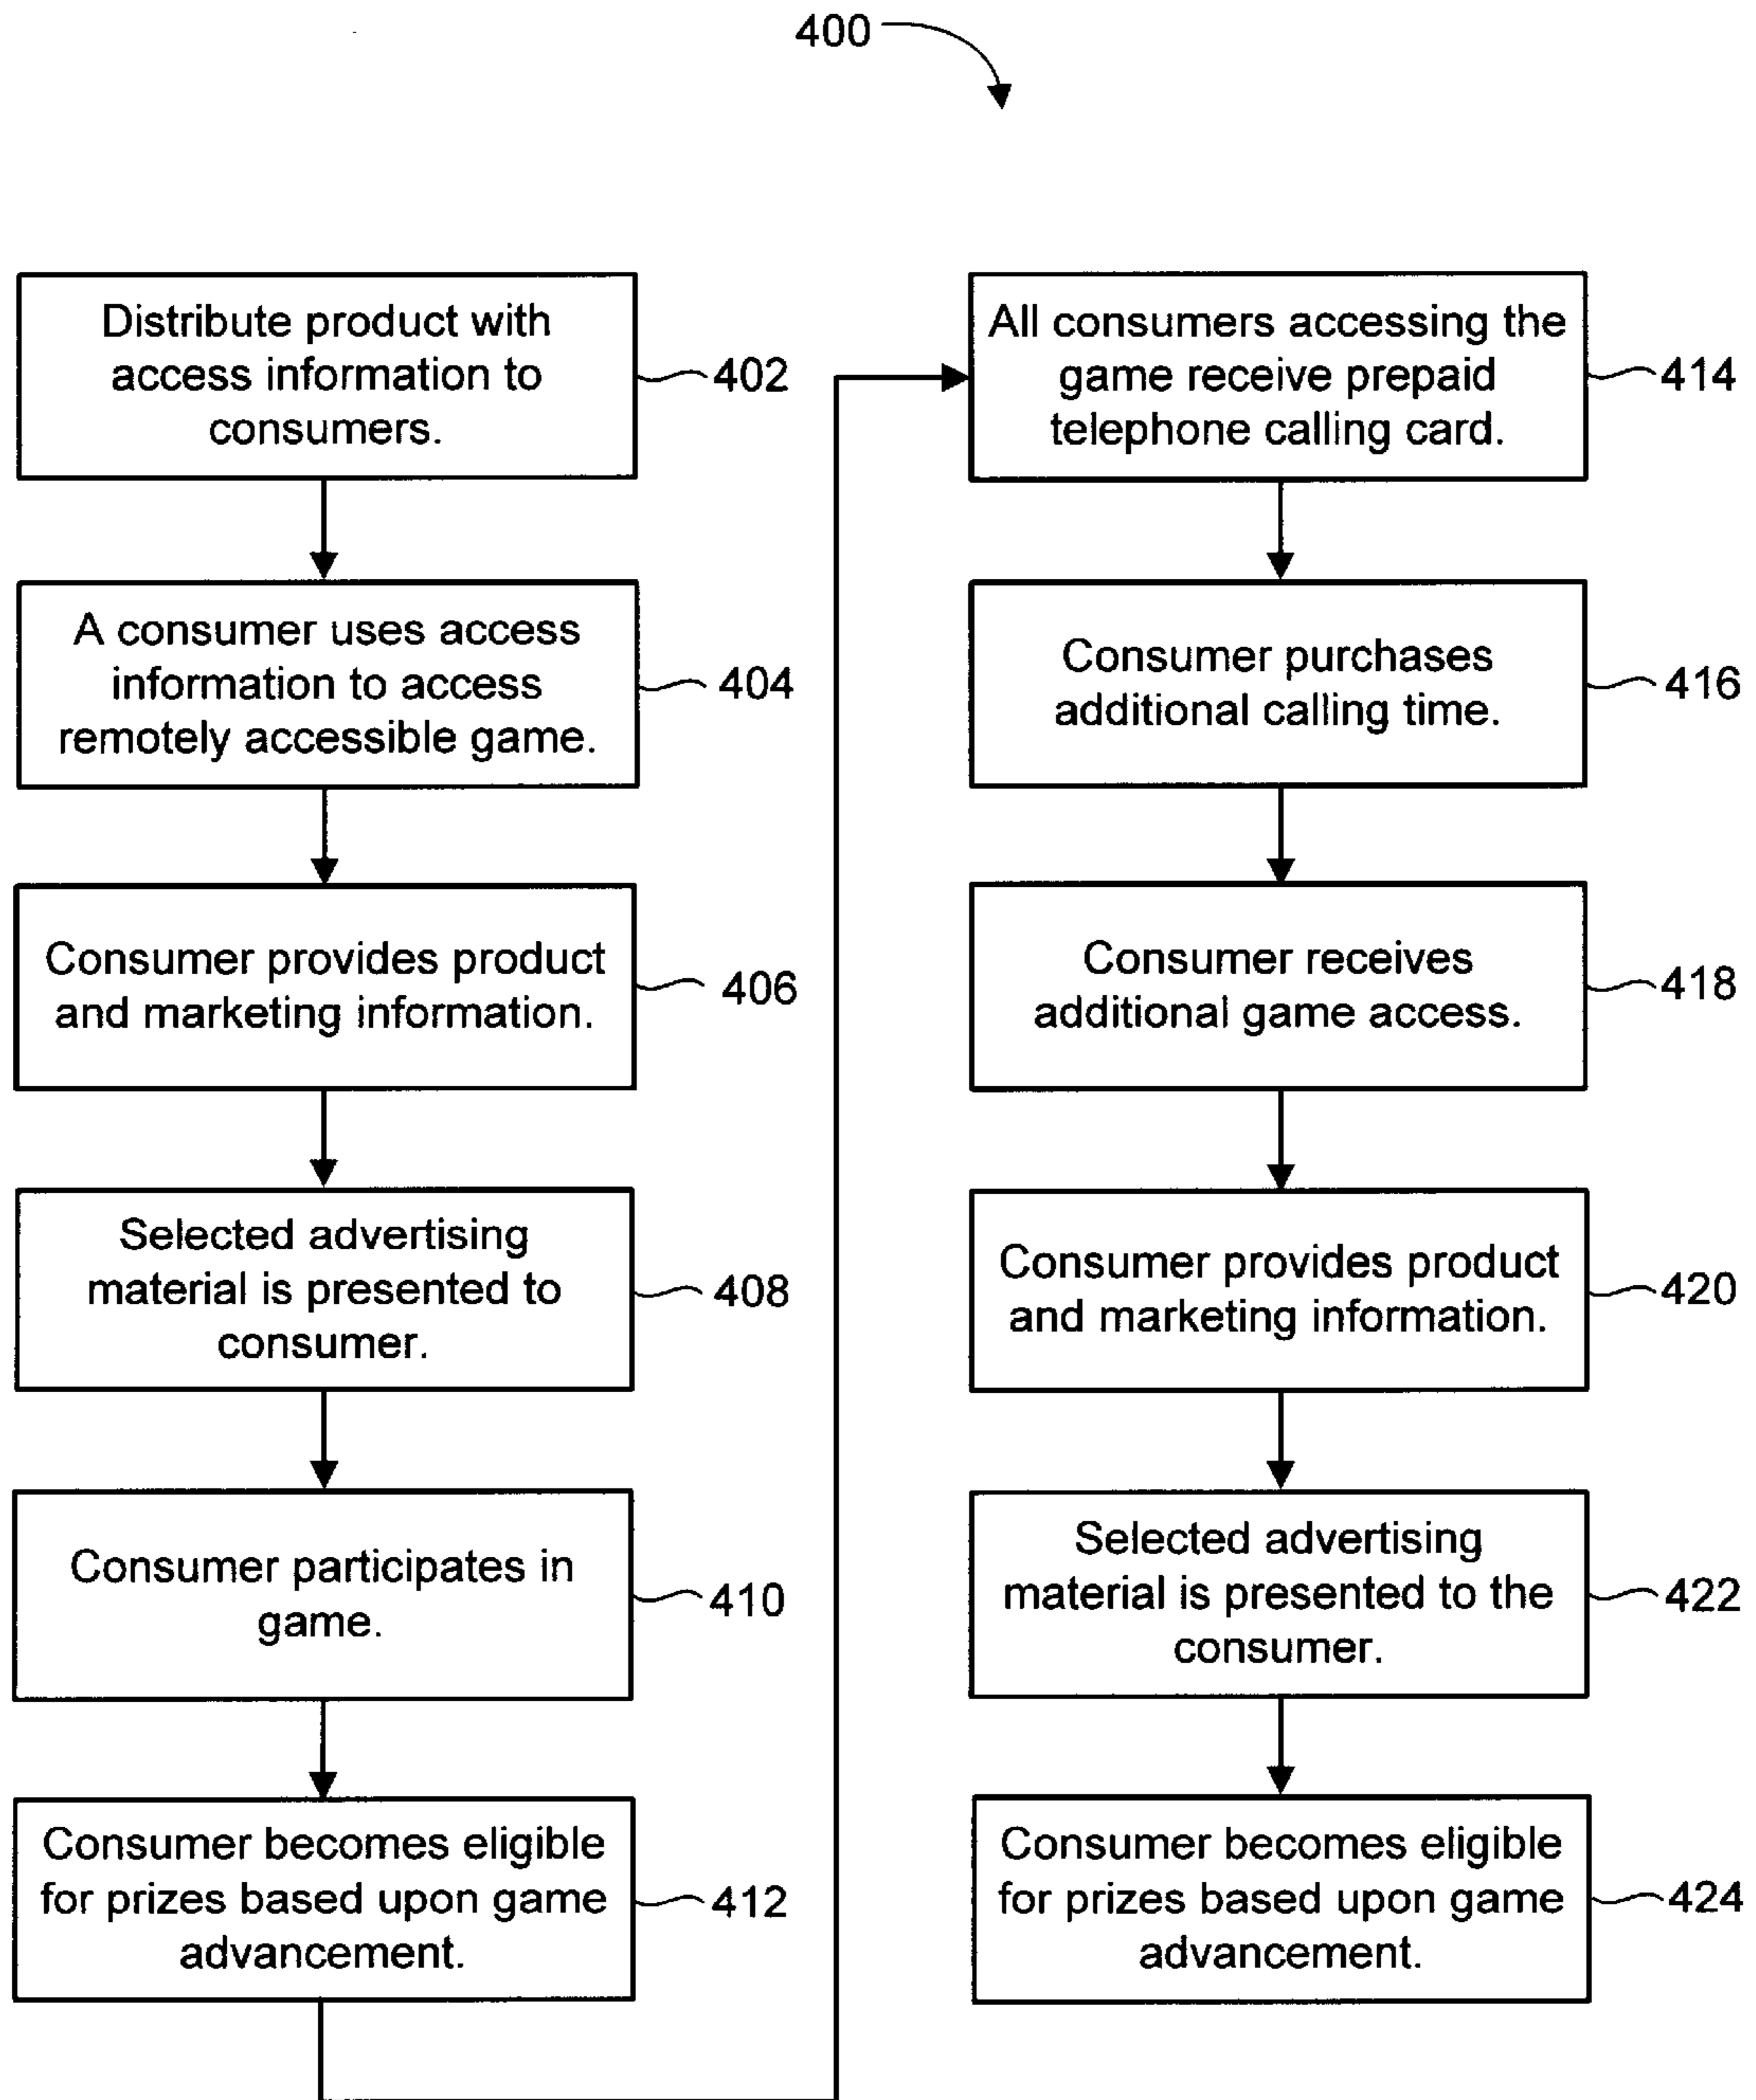 400
Distribute product with
access information to
consumers.
402
A consumer uses access
information to access
remotely accessible game.
404
Consumer provides product
and marketing information.
406
Selected advertising
material is presented to
consumer.
408
Consumer participates in
game.
410
Consumer becomes eligible
for prizes based upon game
advancement.
412
All consumers accessing the
game receive prepaid
telephone calling card.
414
Consumer purchases
additional calling time.
416
Consumer receives
additional game access.
418
Consumer provides product
and marketing information.
420
Selected advertising
material is presented to the
consumer.
422
Consumer becomes eligible
for prizes based upon game
advancement.
424